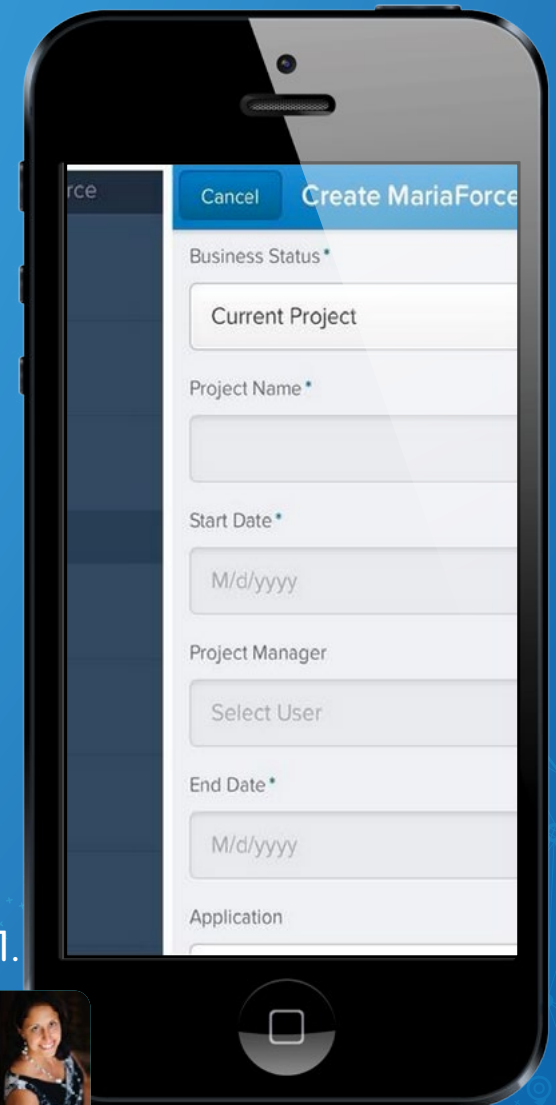 rce
Cancel Create MariaForce
Business Status*
Current Project
Project Name*
Start Date*
M/d/yyyy
Project Manager
Select User
End Date*
M/d/yyyy
Application
1.